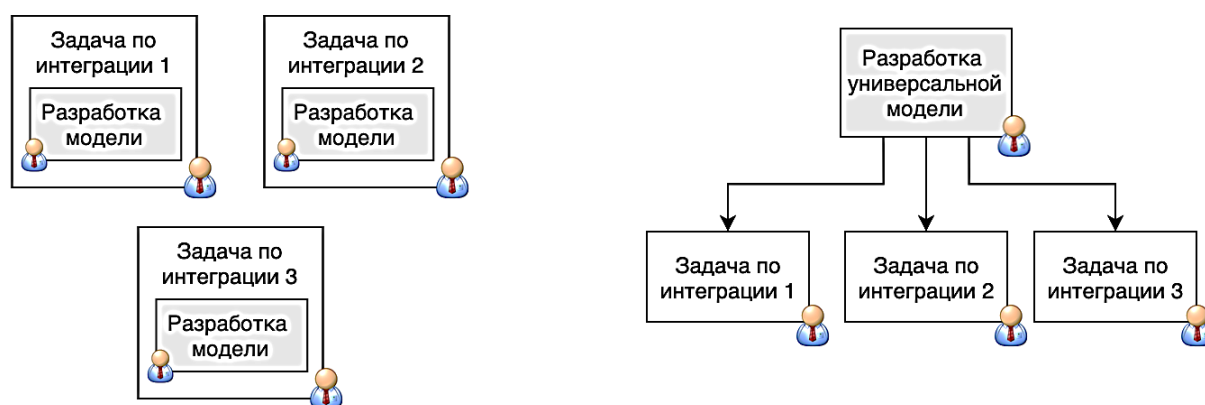 Задача по
интеграции 1
Разработка
модели
Задача по
интеграции 2
Разработка
модели
Задача по
интеграции 3
Разработка
модели
Разработка
универсальной
модели
Задача по
интеграции 1
Задача по
интеграции 2
Задача по
интеграции 3